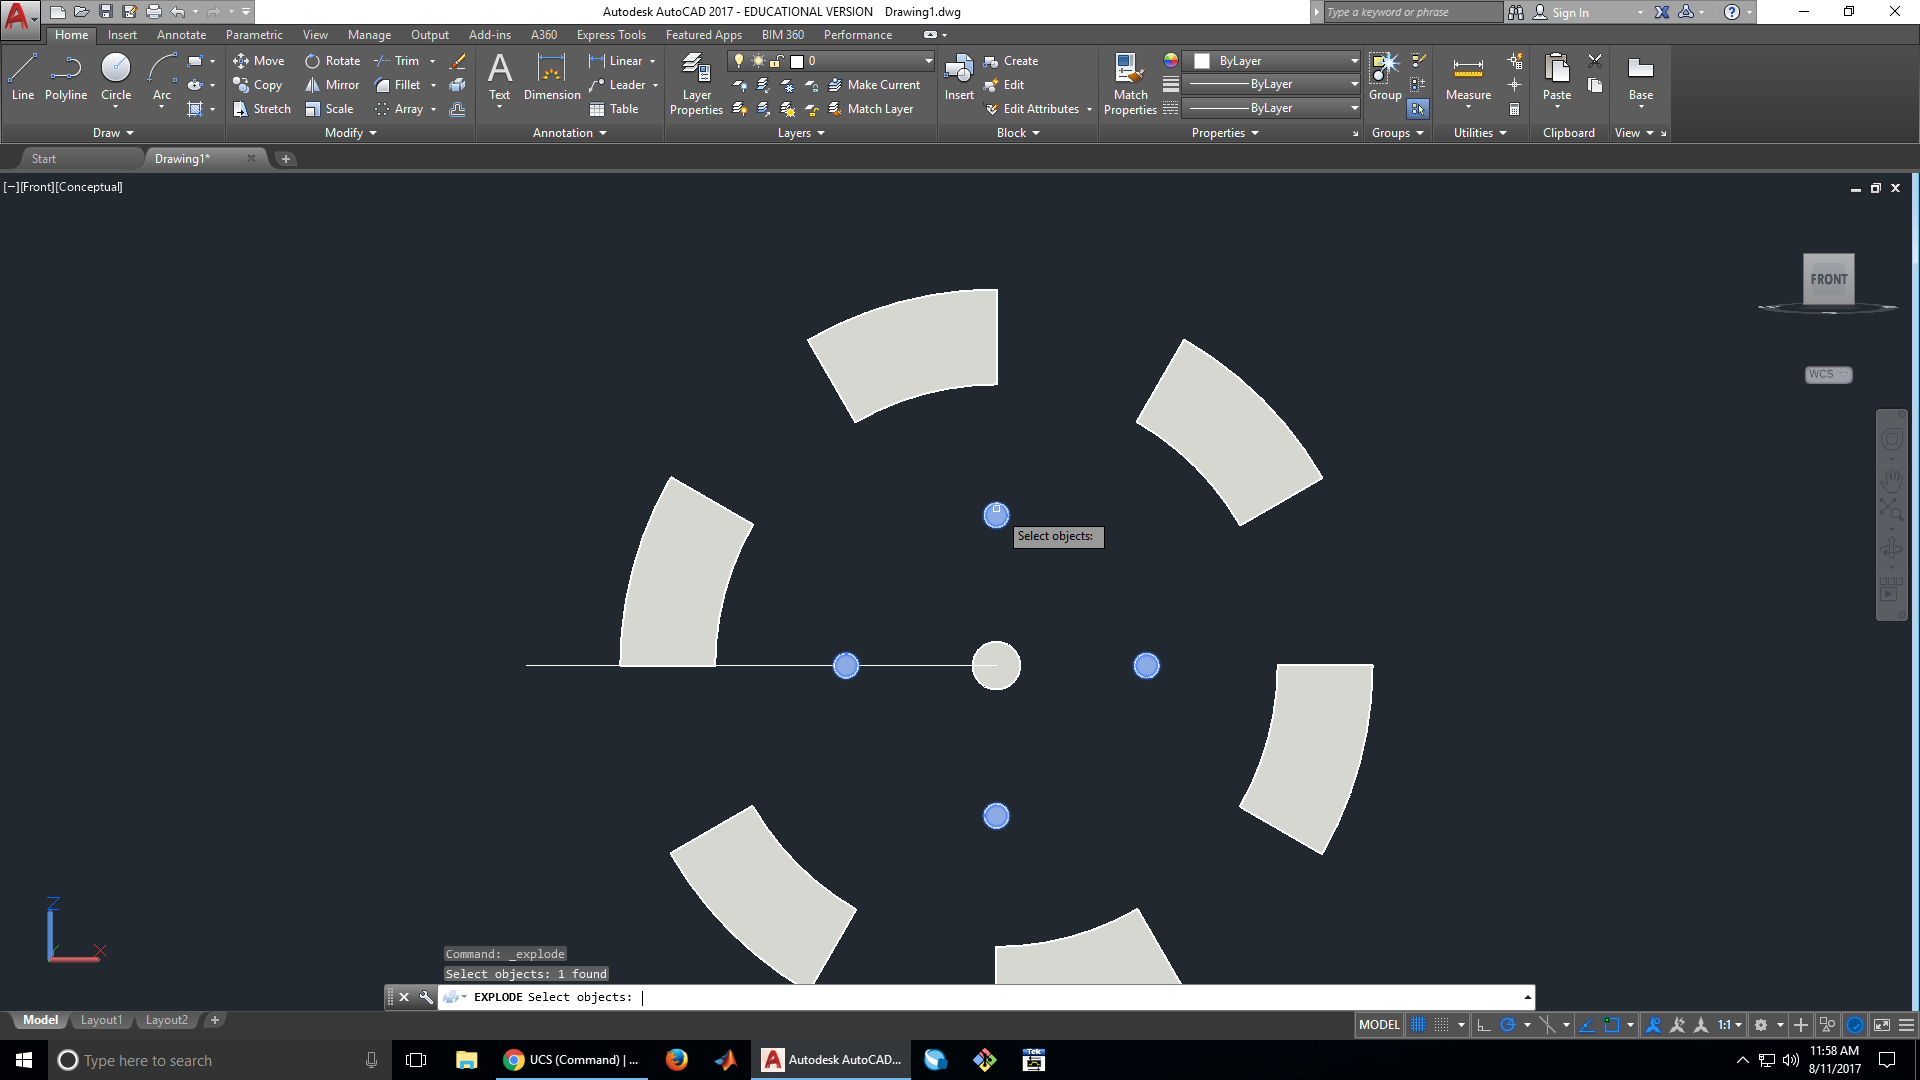 Autodesk AutoCAD 2017 - EDUCATIONAL VERSION Drawing1.dwg
Type a keyword or phrase
Sign In
Home Insert Annotate Parametric View Manage Output Add-ins A360 Express Tools Featured Apps BIM 360 Performance
Line Polyline Circle Arc
Move Rotate Trim
Copy Mirror Fillet
Stretch Scale Array
Text Dimension
Linear
Leader
Table
Layer Properties
0
Make Current
Match Layer
Insert
Create
Edit
Edit Attributes
Match Properties
ByLayer
ByLayer
ByLayer
Group
Measure
Paste
Base
Draw Modify Annotation Layers Block Properties Groups Utilities Clipboard View
Start Drawing1*
[−][Front][Conceptual]
FRONT
WCS
Select objects:
Z
X
Command: _explode
Select objects: 1 found
EXPLODE Select objects:
Model Layout1 Layout2
MODEL
1:1
Type here to search
UCS (Command) | ...
Autodesk AutoCAD...
Tek
11:58 AM
8/11/2017